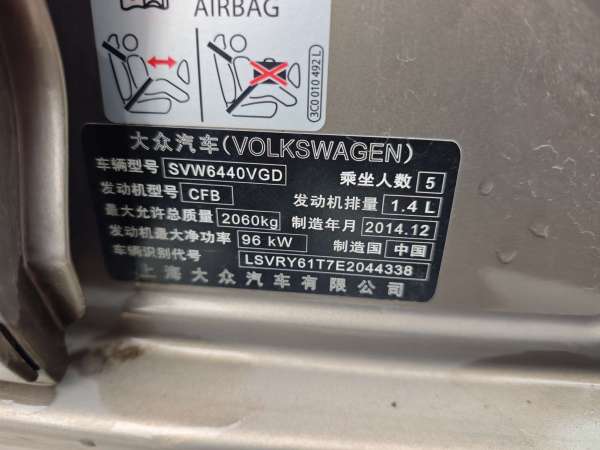 AIRBAG
3C0 010 492 L
大众汽车(VOLKSWAGEN)
车辆型号 SVW6440VGD 乘坐人数 5
发动机型号 CFB 发动机排量 1.4 L
最大允许总质量 2060kg 制造年月 2014.12
发动机最大净功率 96 kW 制造国 中国
车辆识别代号 LSVRY61T7E2044338
上海大众汽车有限公司